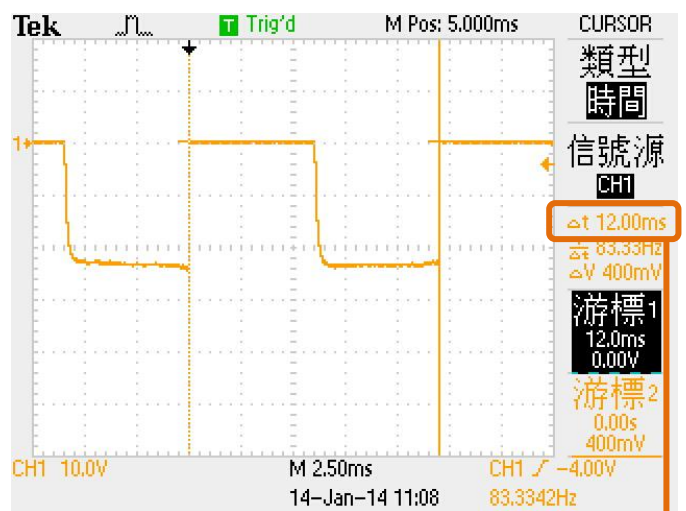 Tek T Trig'd M Pos: 5.000ms CURSOR
類型
時間
信號源
CH1
△t 12.00ms
1/△t 83.33Hz
△V 400mV
游標1
12.0ms
0.00V
游標2
0.00s
400mV
1
CH1 10.0V M 2.50ms CH1 -4.00V
14-Jan-14 11:08 83.3342Hz